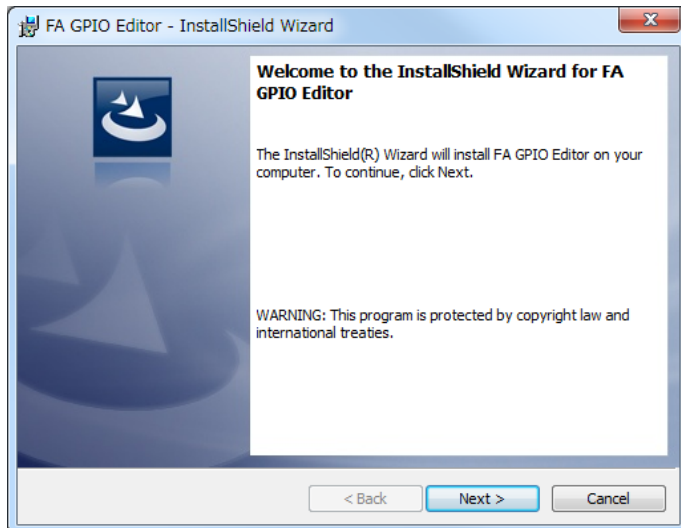 FA GPIO Editor - InstallShield Wizard
Welcome to the InstallShield Wizard for FA
GPIO Editor
The InstallShield(R) Wizard will install FA GPIO Editor on your
computer. To continue, click Next.
WARNING: This program is protected by copyright law and
international treaties.
< Back
Next >
Cancel